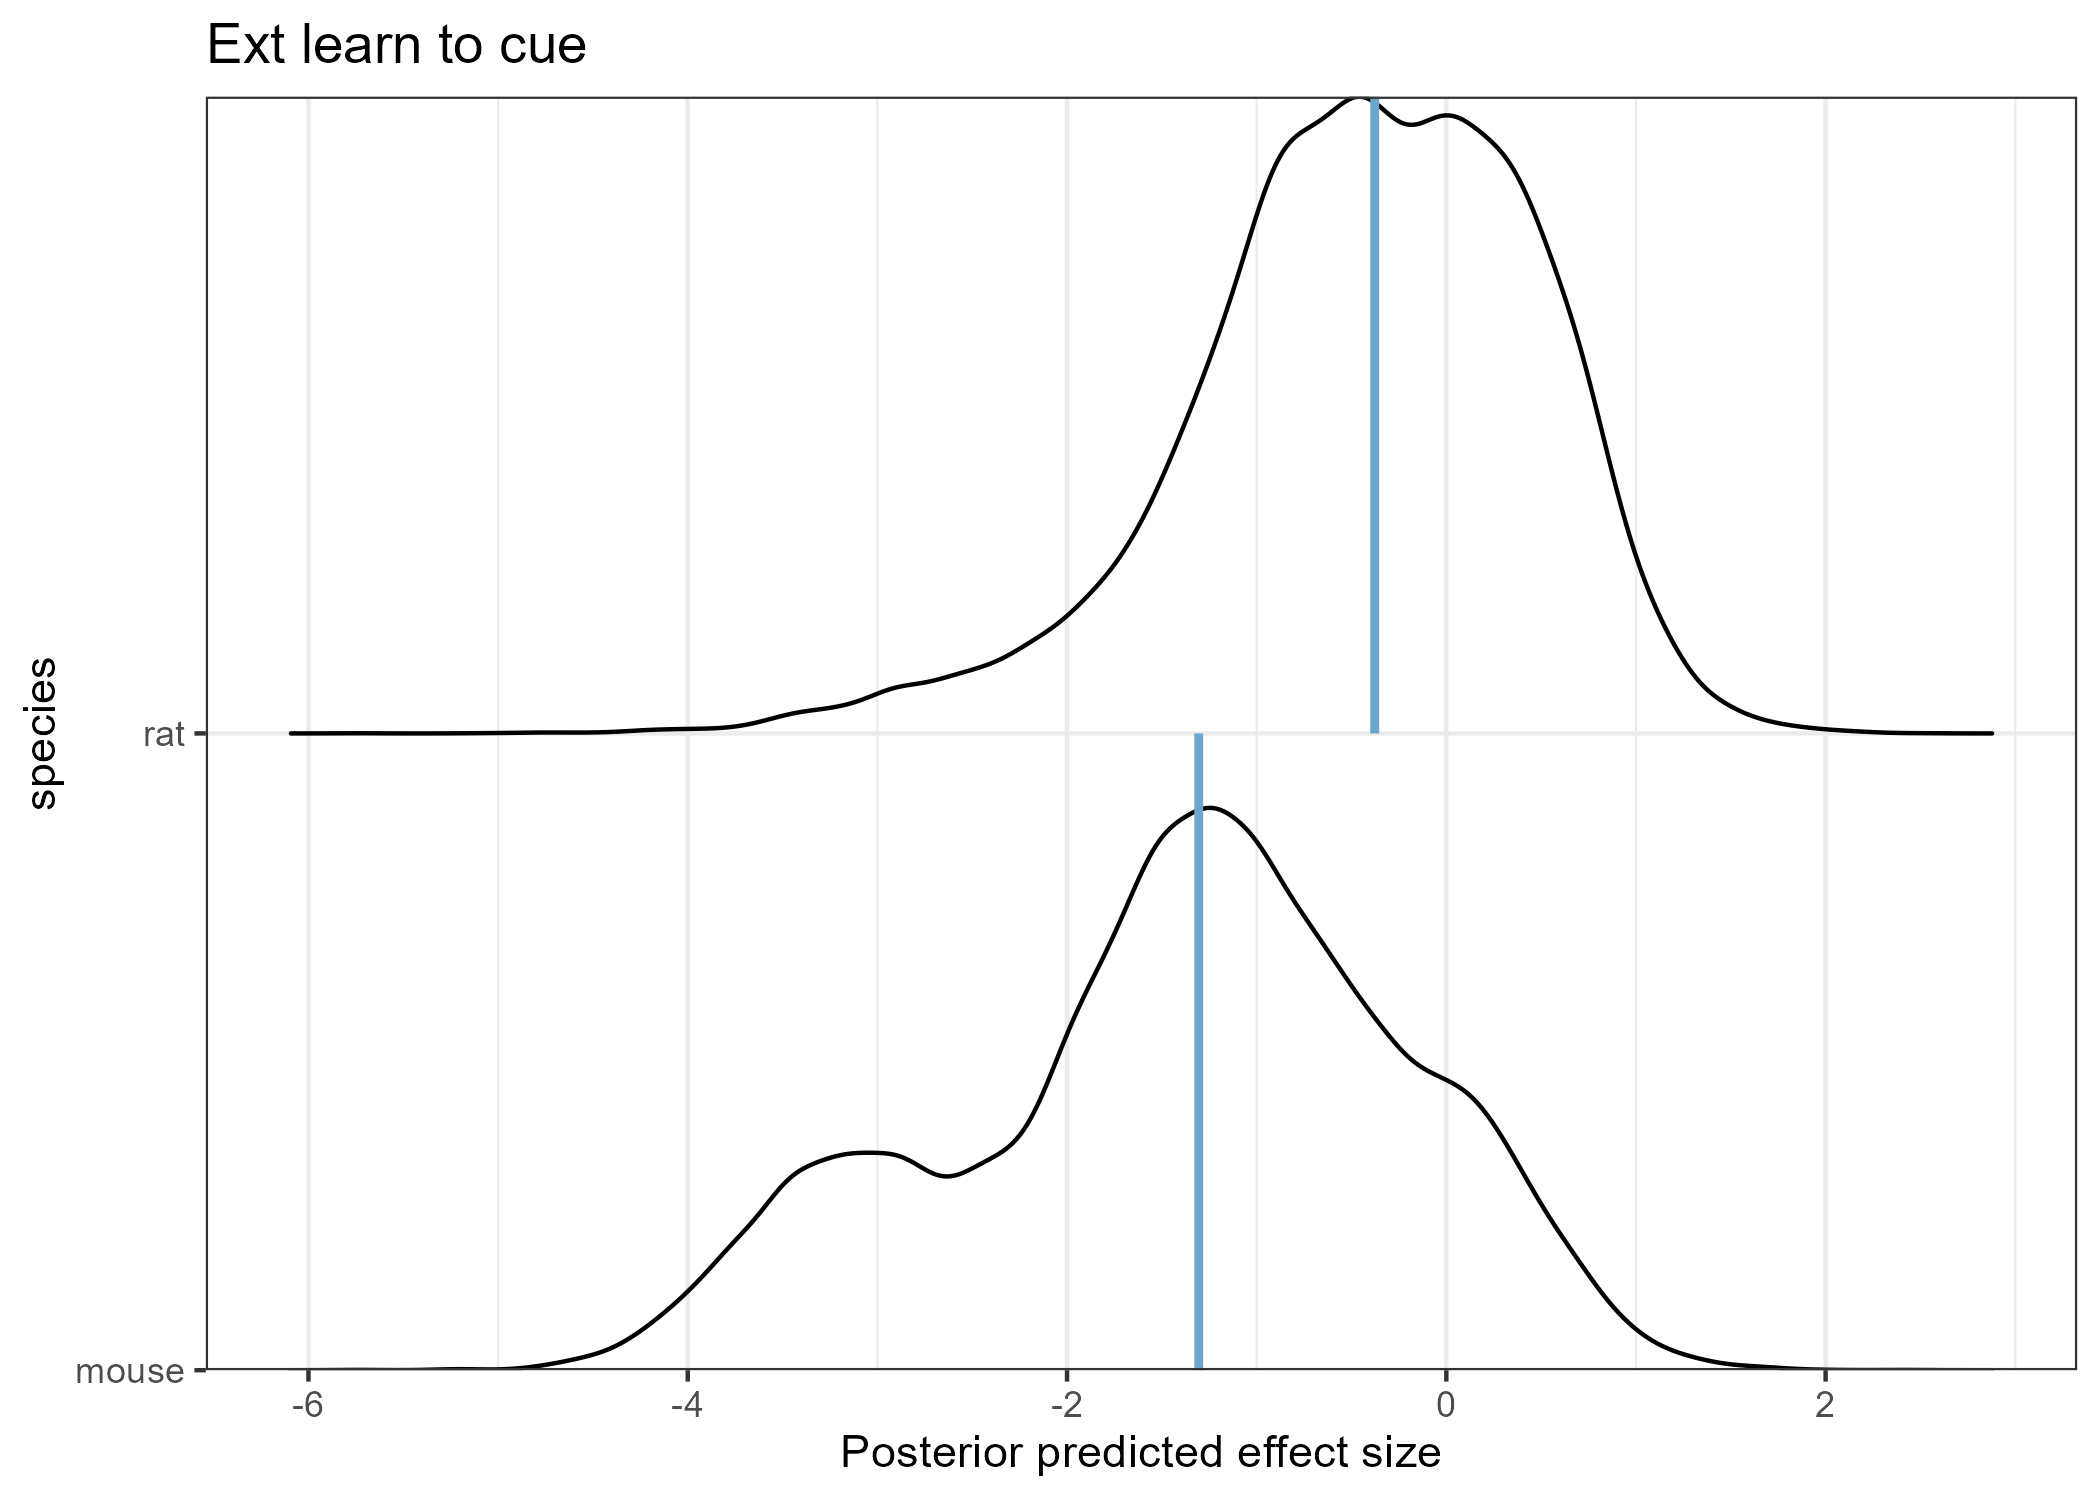 Ext learn to cue
species
rat
mouse
-6 -4 -2 0 2
Posterior predicted effect size